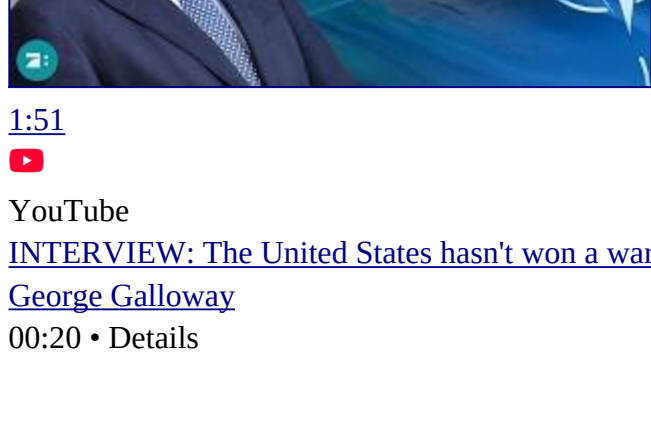 1:51
YouTube
INTERVIEW: The United States hasn't won a war
George Galloway
00:20 • Details